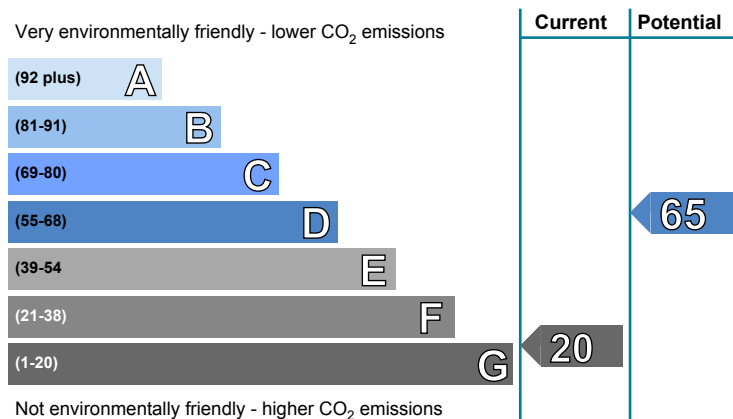 Very environmentally friendly - lower CO₂ emissions
Current
Potential
(92 plus) A
(81-91) B
(69-80) C
(55-68) D
65
(39-54 E
(21-38) F
20
(1-20) G
Not environmentally friendly - higher CO₂ emissions